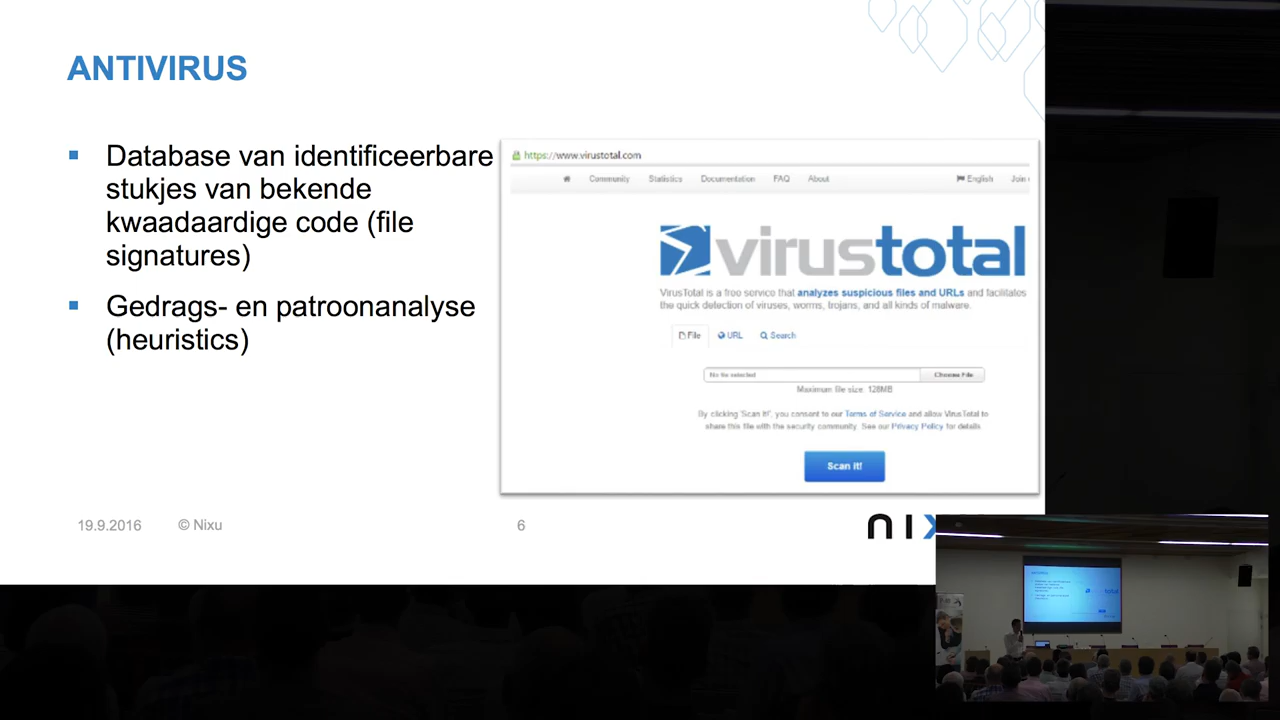 ANTIVIRUS
Database van identificeerbare
stukjes van bekende
kwaadaardige code (file
signatures)
Gedrags- en patroonanalyse
(heuristics)
https://www.virustotal.com
Community Statistics Documentation FAQ About English Join
virustotal
VirusTotal is a free service that analyzes suspicious files and URLs and facilitates
the quick detection of viruses, worms, trojans, and all kinds of malware.
File URL Search
No file selected Choose File
Maximum file size: 128MB
By clicking 'Scan it!', you consent to our Terms of Service and allow VirusTotal to
share this file with the security community. See our Privacy Policy for details.
Scan it!
19.9.2016 © Nixu 6